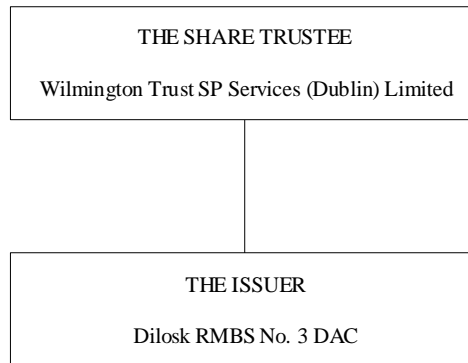 THE SHARE TRUSTEE
Wilmington Trust SP Services (Dublin) Limited
THE ISSUER
Dilosk RMBS No. 3 DAC